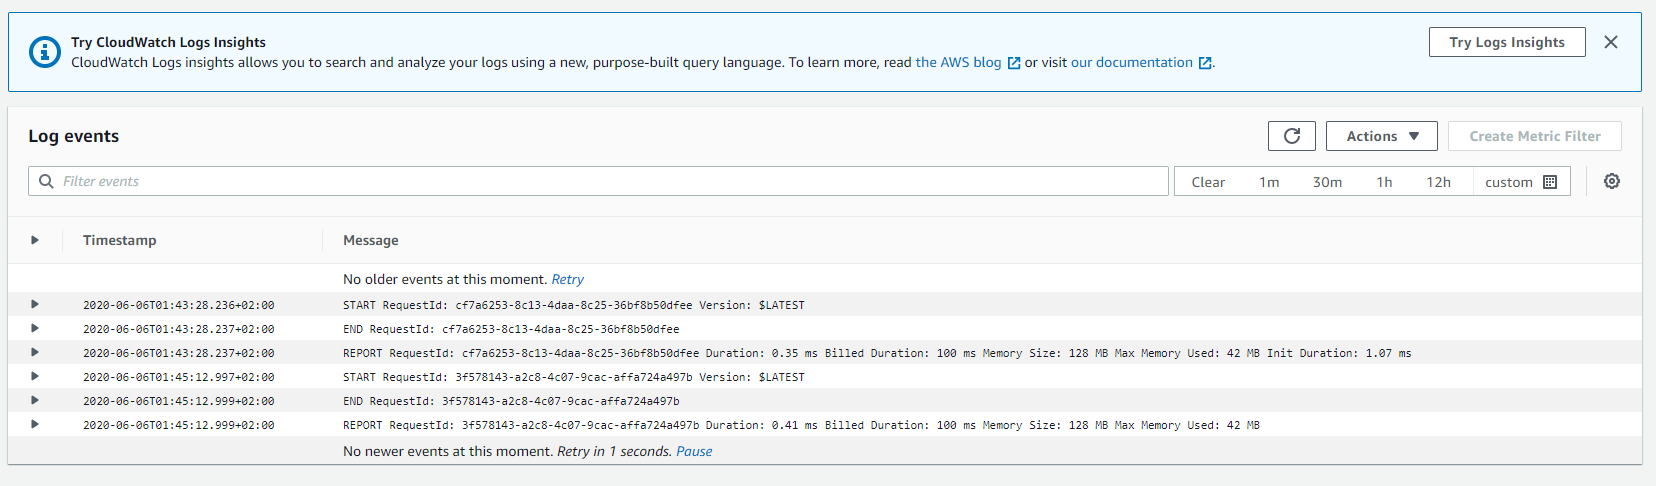 Try CloudWatch Logs Insights
CloudWatch Logs insights allows you to search and analyze your logs using a new, purpose-built query language. To learn more, read the AWS blog or visit our documentation.
Try Logs Insights
Log events
Actions
Create Metric Filter
Filter events
Clear 1m 30m 1h 12h custom
Timestamp Message
No older events at this moment. Retry
2020-06-06T01:43:28.236+02:00 START RequestId: cf7a6253-8c13-4daa-8c25-36bf8b50dfee Version: $LATEST
2020-06-06T01:43:28.237+02:00 END RequestId: cf7a6253-8c13-4daa-8c25-36bf8b50dfee
2020-06-06T01:43:28.237+02:00 REPORT RequestId: cf7a6253-8c13-4daa-8c25-36bf8b50dfee Duration: 0.35 ms Billed Duration: 100 ms Memory Size: 128 MB Max Memory Used: 42 MB Init Duration: 1.07 ms
2020-06-06T01:45:12.997+02:00 START RequestId: 3f578143-a2c8-4c07-9cac-affa724a497b Version: $LATEST
2020-06-06T01:45:12.999+02:00 END RequestId: 3f578143-a2c8-4c07-9cac-affa724a497b
2020-06-06T01:45:12.999+02:00 REPORT RequestId: 3f578143-a2c8-4c07-9cac-affa724a497b Duration: 0.41 ms Billed Duration: 100 ms Memory Size: 128 MB Max Memory Used: 42 MB
No newer events at this moment. Retry in 1 seconds. Pause